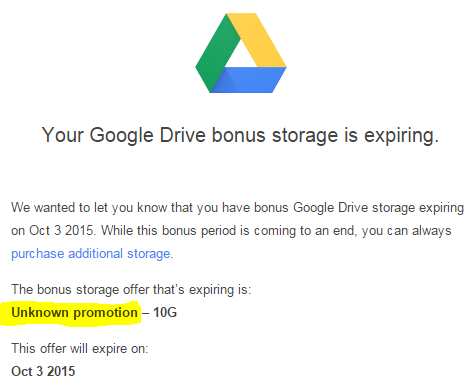 Your Google Drive bonus storage is expiring.
We wanted to let you know that you have bonus Google Drive storage expiring
on Oct 3 2015. While this bonus period is coming to an end, you can always
purchase additional storage.
The bonus storage offer that's expiring is:
Unknown promotion – 10G
This offer will expire on:
Oct 3 2015